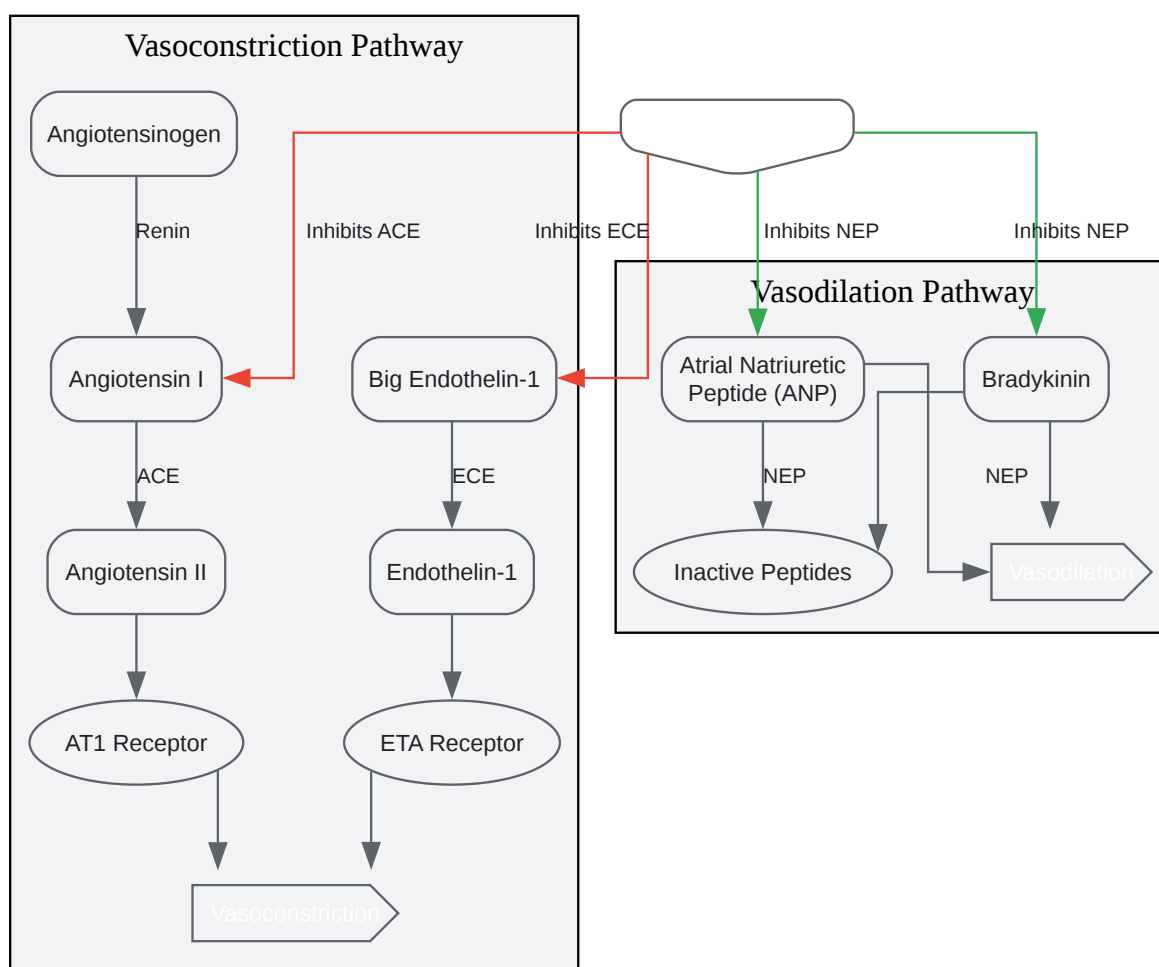 Vasoconstriction Pathway
Angiotensinogen
Renin
Inhibits ACE
Inhibits ECE
Inhibits NEP
Inhibits NEP
Vasodilation Pathway
Angiotensin I
Big Endothelin-1
Atrial Natriuretic
Peptide (ANP)
Bradykinin
ACE
ECE
NEP
NEP
Angiotensin II
Endothelin-1
Inactive Peptides
Vasodilation
AT1 Receptor
ETA Receptor
Vasoconstriction